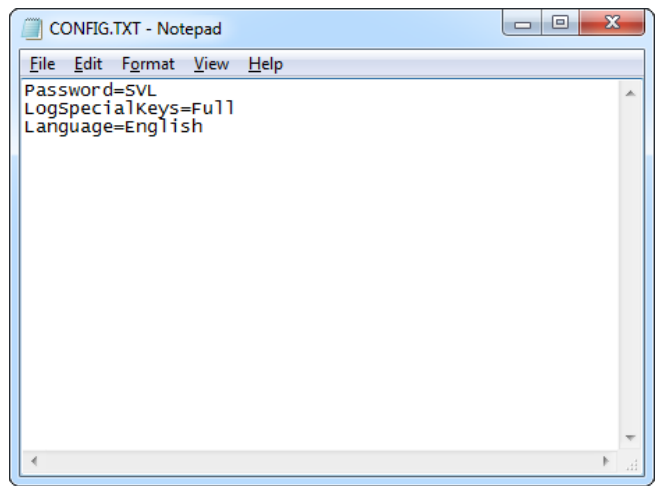 CONFIG.TXT - Notepad
File Edit Format View Help
Password=SVL
LogSpecialKeys=Full
Language=English